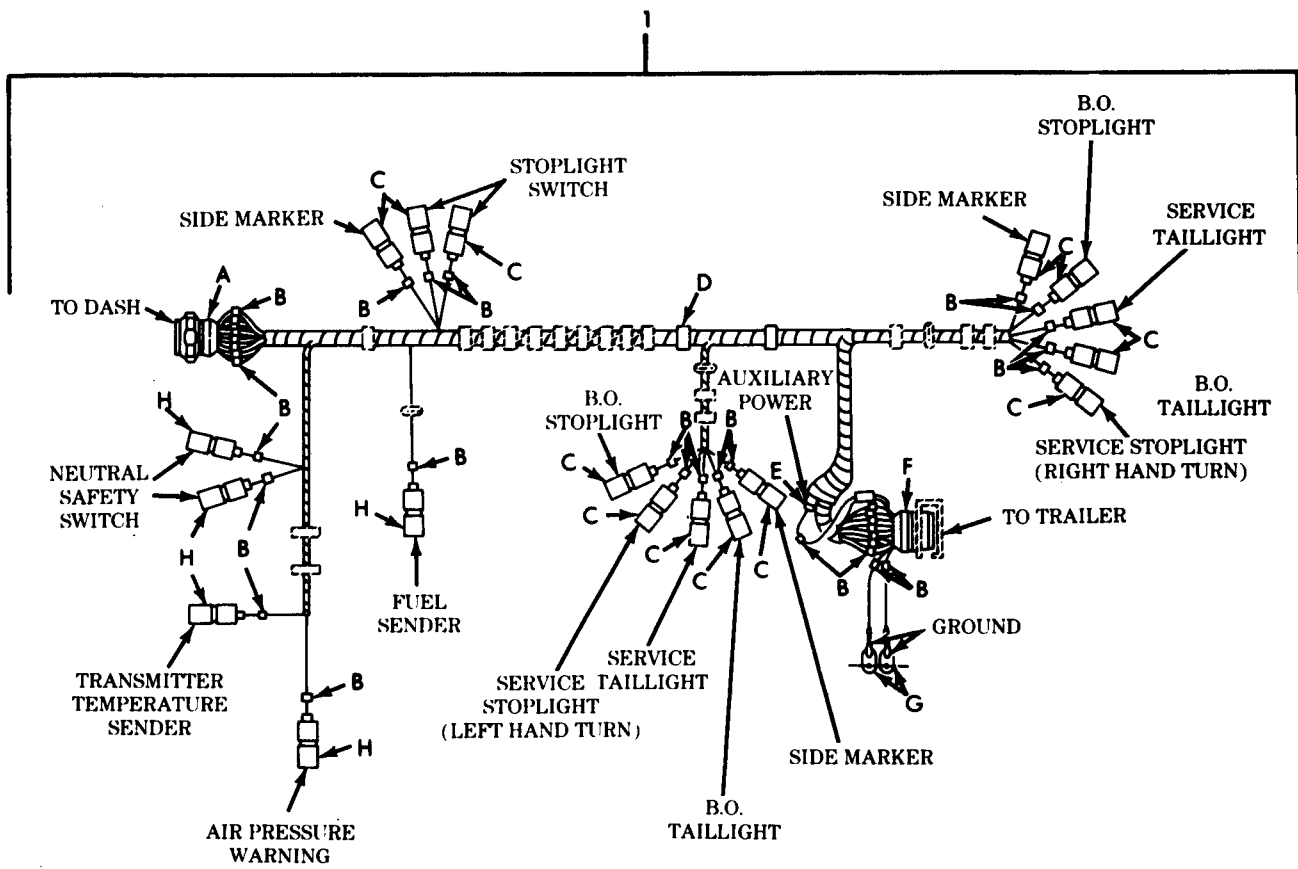 1
B.O.
STOPLIGHT
STOPLIGHT
SWITCH
C
SIDE MARKER
SIDE MARKER
SERVICE
TAILLIGHT
C
C
A
B
D
TO DASH
B
B
B
C
B
B
AUXILIARY
POWER
B.O.
TAILLIGHT
H
B
B.O.
STOPLIGHT
B
B
C
SERVICE STOPLIGHT
(RIGHT HAND TURN)
NEUTRAL
SAFETY
SWITCH
B
C
E
F
H
H
TO TRAILER
C
B
H
C
C
C
B
B
FUEL
SENDER
GROUND
TRANSMITTER
TEMPERATURE
SENDER
B
SERVICE
TAILLIGHT
SERVICE
STOPLIGHT
(LEFT HAND TURN)
G
H
SIDE MARKER
B.O.
TAILLIGHT
AIR PRESSURE
WARNING